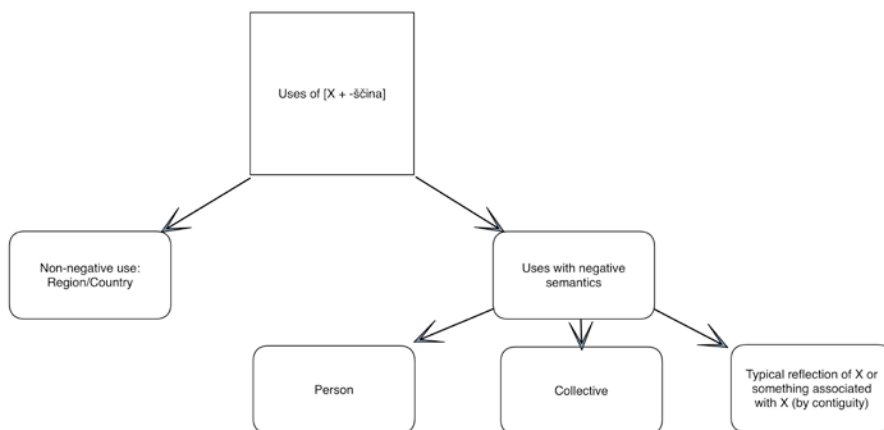 Uses of [X + -ščina]
Non-negative use:
Region/Country
Uses with negative
semantics
Person
Collective
Typical reflection of X or
something associated
with X (by contiguity)